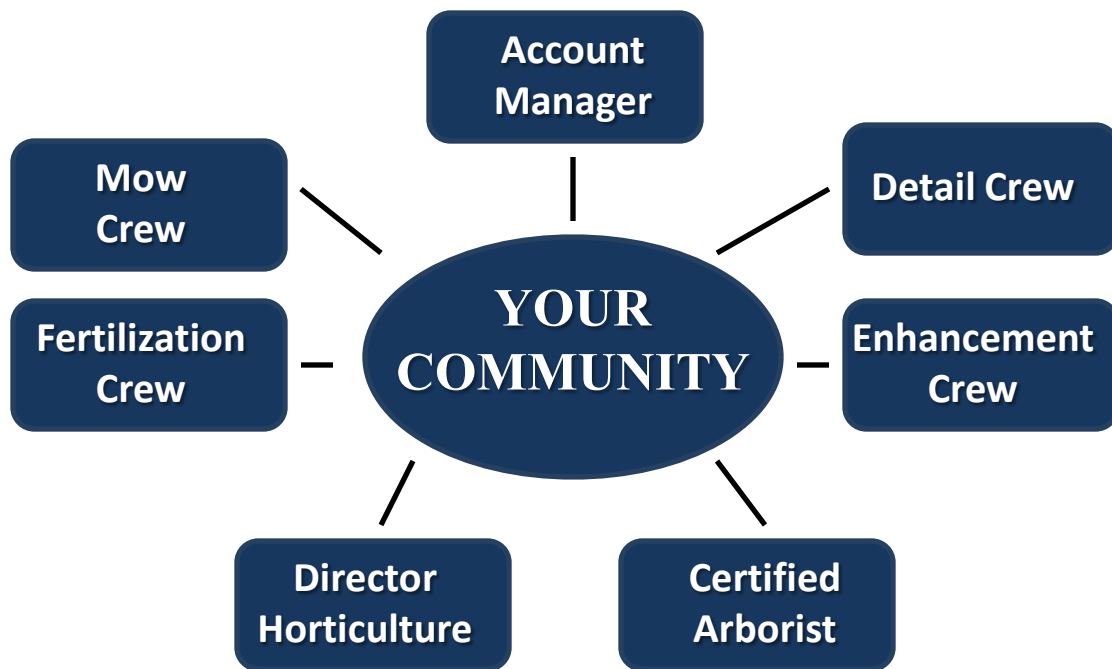 Account
Manager
Mow
Crew
Detail Crew
YOUR
COMMUNITY
Fertilization
Crew
Enhancement
Crew
Director
Horticulture
Certified
Arborist